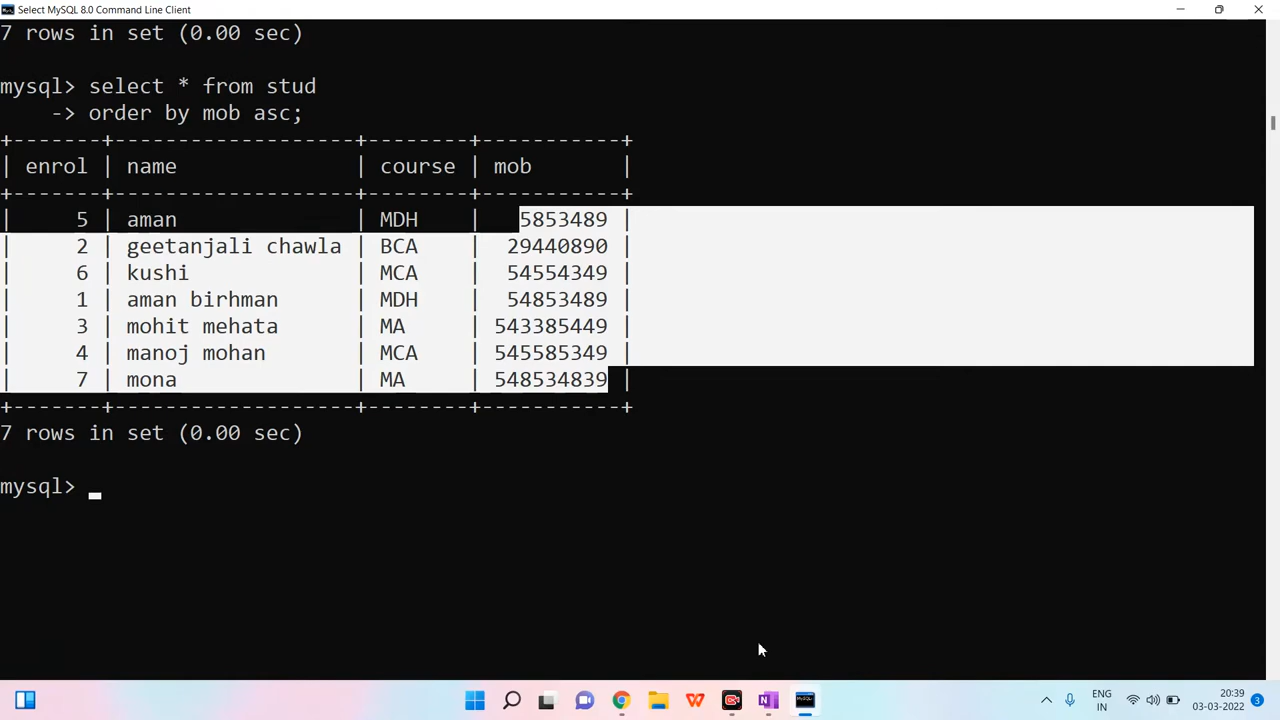 Select MySQL 8.0 Command Line Client
7 rows in set (0.00 sec)
mysql> select * from stud
    -> order by mob asc;
+-------+-----------------+--------+-----------+
| enrol | name            | course | mob       |
+-------+-----------------+--------+-----------+
|     5 | aman            | MDH    |   5853489 |
|     2 | geetanjali chawla | BCA    |  29440890 |
|     6 | kushi           | MCA    |  54554349 |
|     1 | aman birhman    | MDH    |  54853489 |
|     3 | mohit mehata    | MA     | 543385449 |
|     4 | manoj mohan     | MCA    | 545585349 |
|     7 | mona            | MA     | 548534839 |
+-------+-----------------+--------+-----------+
7 rows in set (0.00 sec)
mysql>
ENG
IN
20:39
03-03-2022
3